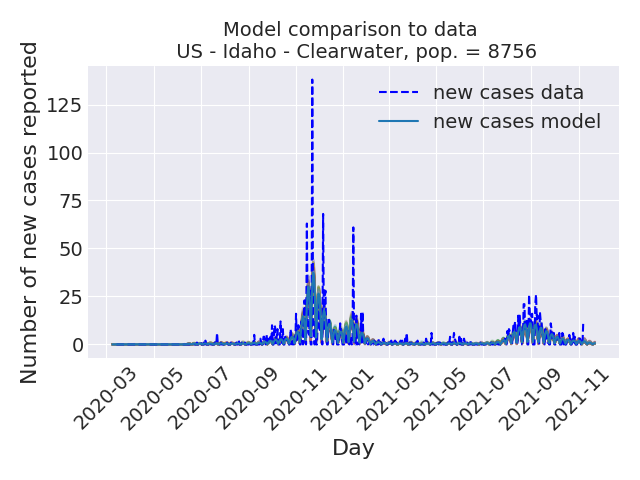 Model comparison to data
US - Idaho - Clearwater, pop. = 8756
Number of new cases reported
125
100
75
50
25
0
new cases data
new cases model
2020-03
2020-05
2020-07
2020-09
2020-11
2021-01
2021-03
2021-05
2021-07
2021-09
2021-11
Day